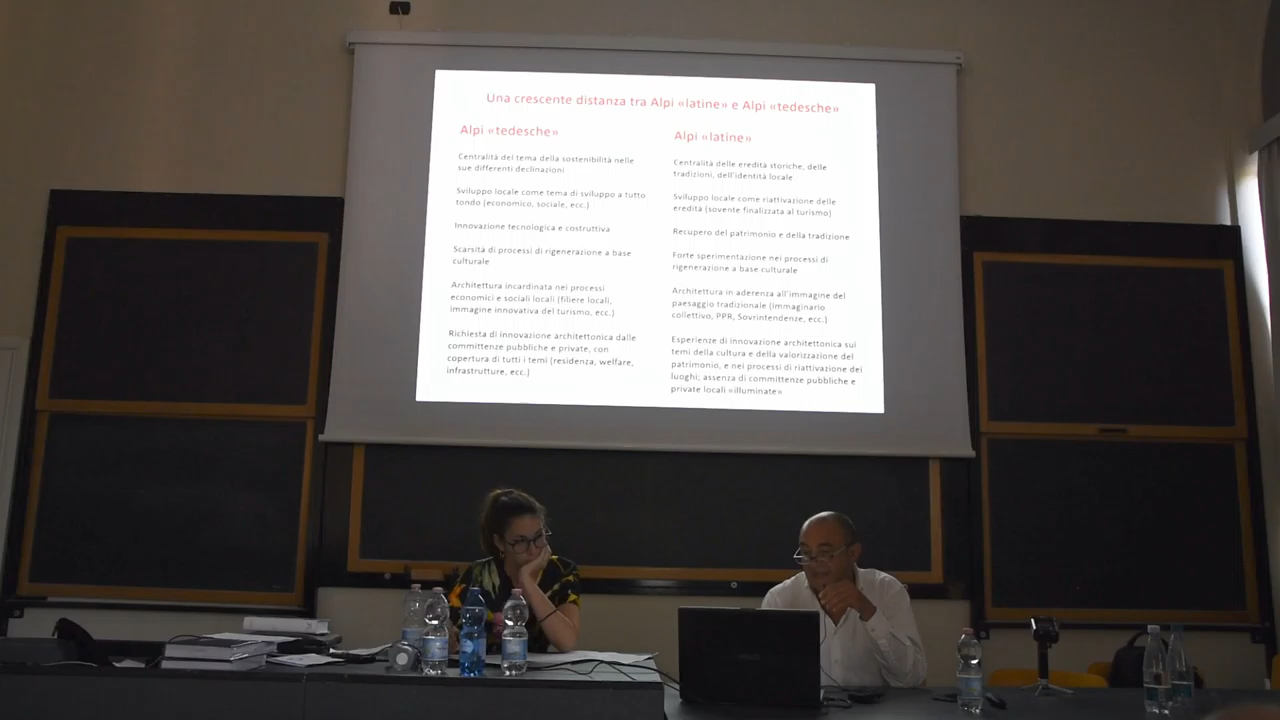 Una crescente distanza tra Alpi «latine» e Alpi «tedesche»
Alpi «tedesche»
Centralità del tema della sostenibilità nelle
sue differenti declinazioni
Sviluppo locale come tema di sviluppo a tutto
tondo (economico, sociale, ecc.)
Innovazione tecnologica e costruttiva
Scarsità di processi di rigenerazione a base
culturale
Architettura incardinata nei processi
economici e sociali locali (filiere locali,
immagine innovativa del turismo, ecc.)
Richiesta di innovazione architettonica dalle
committenze pubbliche e private, con
copertura di tutti i temi (residenza, welfare,
infrastrutture, ecc.)
Alpi «latine»
Centralità delle eredità storiche, delle
tradizioni, dell'identità locale
Sviluppo locale come riattivazione delle
eredità (sovente finalizzata al turismo)
Recupero del patrimonio e della tradizione
Forte sperimentazione nei processi di
rigenerazione a base culturale
Architettura in aderenza all'immagine del
paesaggio tradizionale (immaginario
collettivo, PPR, Sovrintendenze, ecc.)
Esperienze di innovazione architettonica sui
temi della cultura e della valorizzazione del
patrimonio, e nei processi di riattivazione dei
luoghi; assenza di committenze pubbliche e
private locali «illuminate»